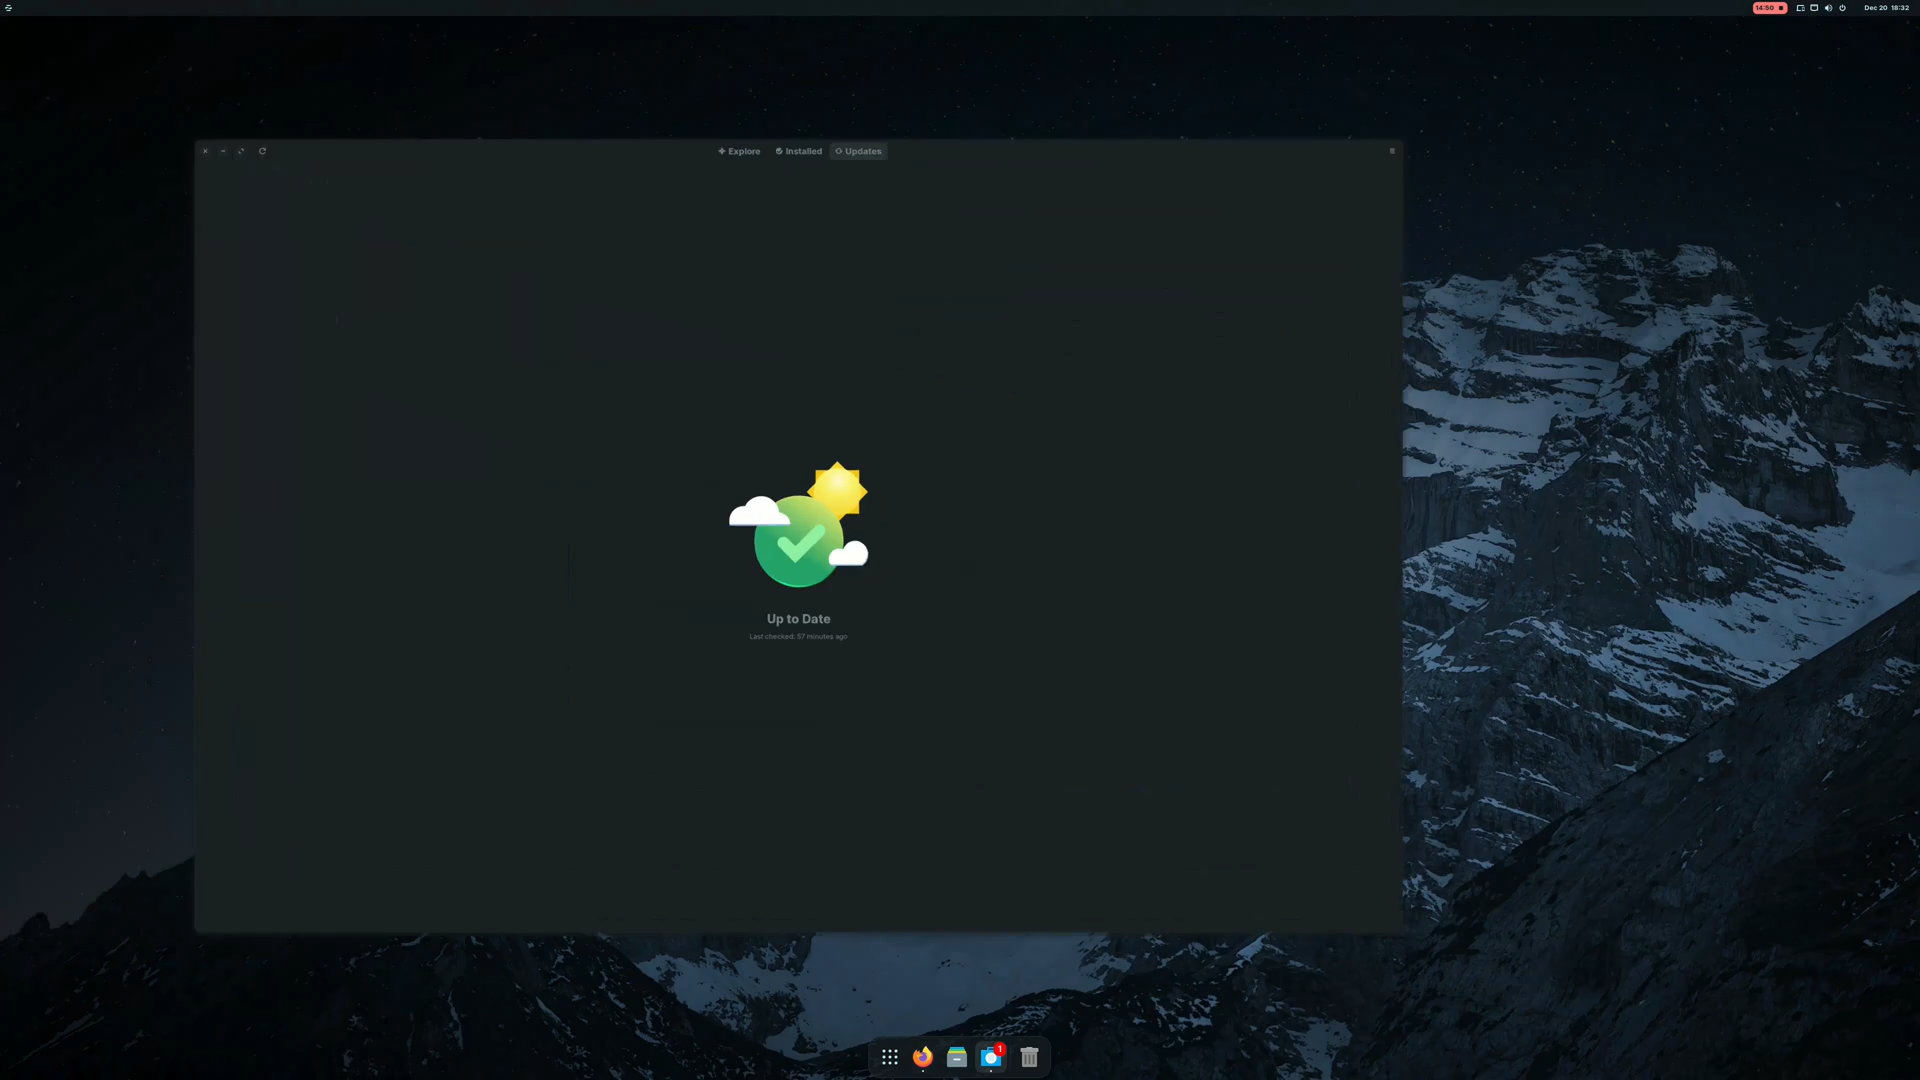 14:50
Dec 20 18:32
Explore Installed Updates
Up to Date
Last checked: 57 minutes ago
1